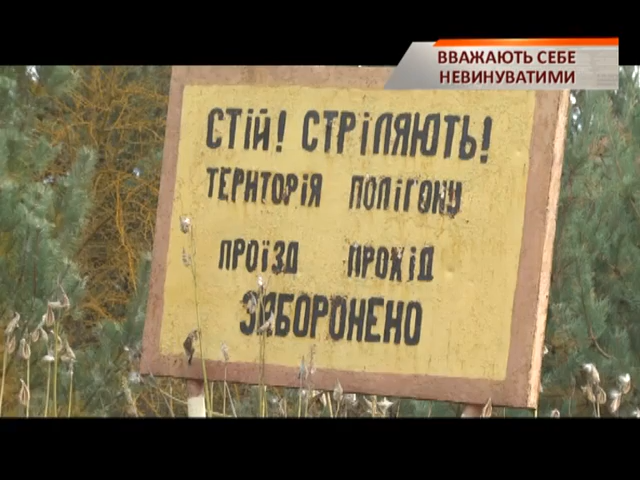 ВВАЖАЮТЬ СЕБЕ
НЕВИНУВАТИМИ
СТІЙ! СТРІЛЯЮТЬ!
ТЕРИТОРІЯ ПОЛІГОНУ
ПРОЇЗД ПРОХІД
ЗАБОРОНЕНО